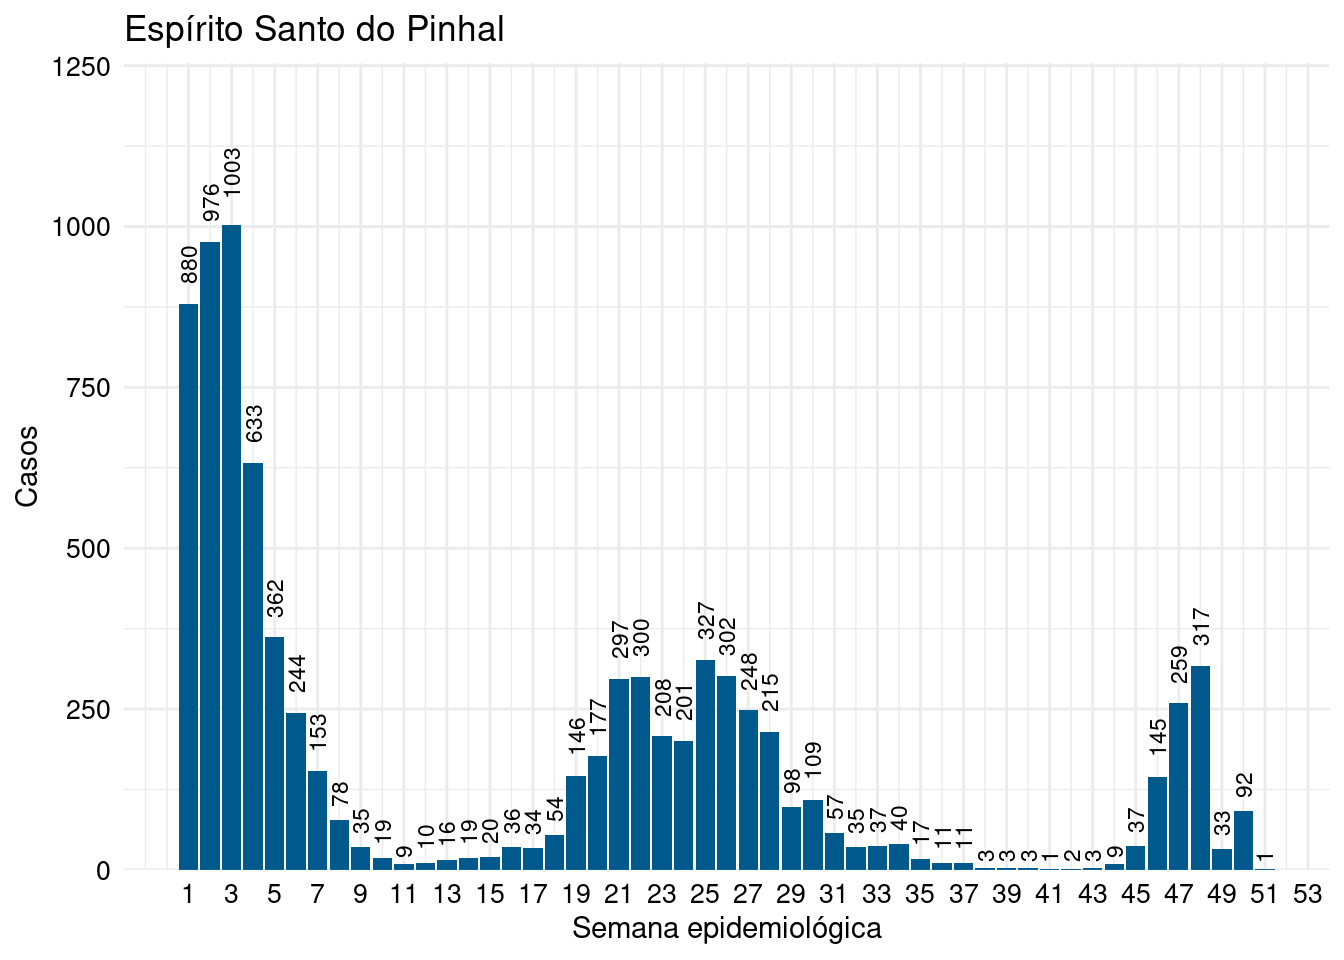 Espírito Santo do Pinhal
Casos
1250
1000
750
500
250
0
880 976 1003 633 362 244 153 78 35 19 9 10 16 19 20 36 34 54 146 177 297 300 208 201 327 302 248 215 98 109 57 35 37 40 17 11 11 3 3 3 1 2 3 9 37 145 259 317 33 92 1
1 3 5 7 9 11 13 15 17 19 21 23 25 27 29 31 33 35 37 39 41 43 45 47 49 51 53
Semana epidemiológica